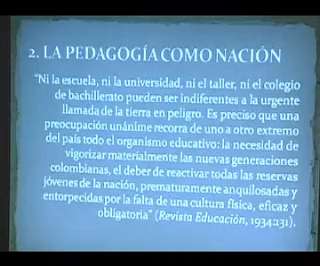 2. LA PEDAGOGÍA COMO NACIÓN
"Ni la escuela, ni la universidad, ni el taller, ni el colegio
de bachillerato pueden ser indiferentes a la urgente
llamada de la tierra en peligro. Es preciso que una
preocupación unánime recorra de uno a otro extremo
del país todo el organismo educativo: la necesidad de
vigorizar materialmente las nuevas generaciones
colombianas, el deber de reactivar todas las reservas
jóvenes de la nación, prematuramente anquilosadas y
entorpecidas por la falta de una cultura física, eficaz y
obligatoria" (Revista Educación, 1934:231).